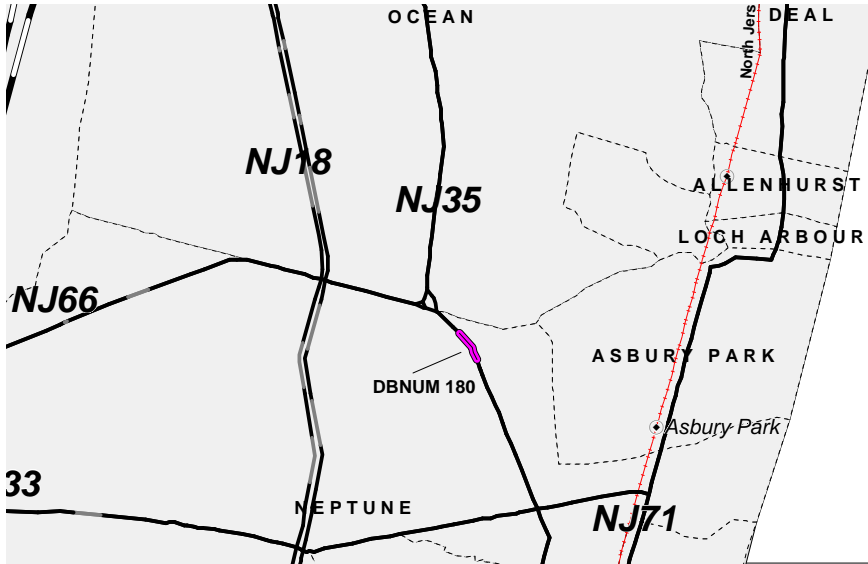 OCEAN
DEAL
North Jers
NJ18
NJ35
ALLENHURST
LOCH ARBOUR
NJ66
ASBURY PARK
DBNUM 180
Asbury Park
33
NEPTUNE
NJ71